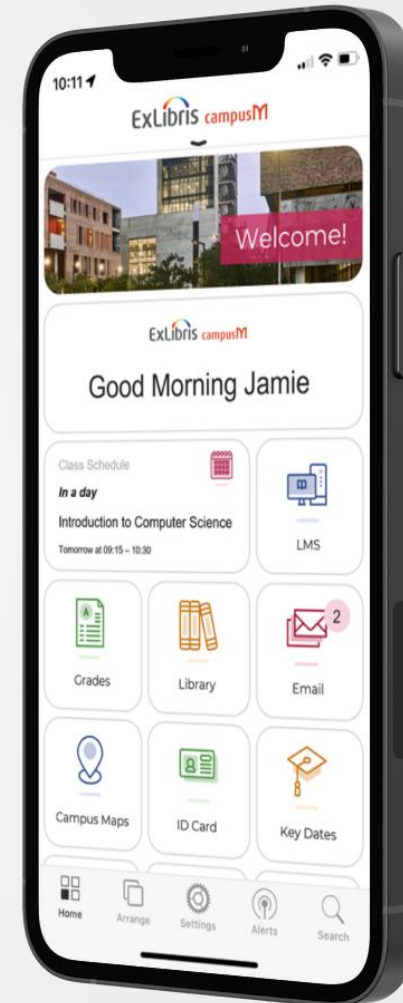 10:11
ExLibris campusM
Welcome!
ExLibris campusM
Good Morning Jamie
Class Schedule
In a day
Introduction to Computer Science
Tomorrow at 09:15 – 10:30
LMS
A
Grades
Library
2
Email
Campus Maps
ID Card
Key Dates
Home
Arrange
Settings
Alerts
Search